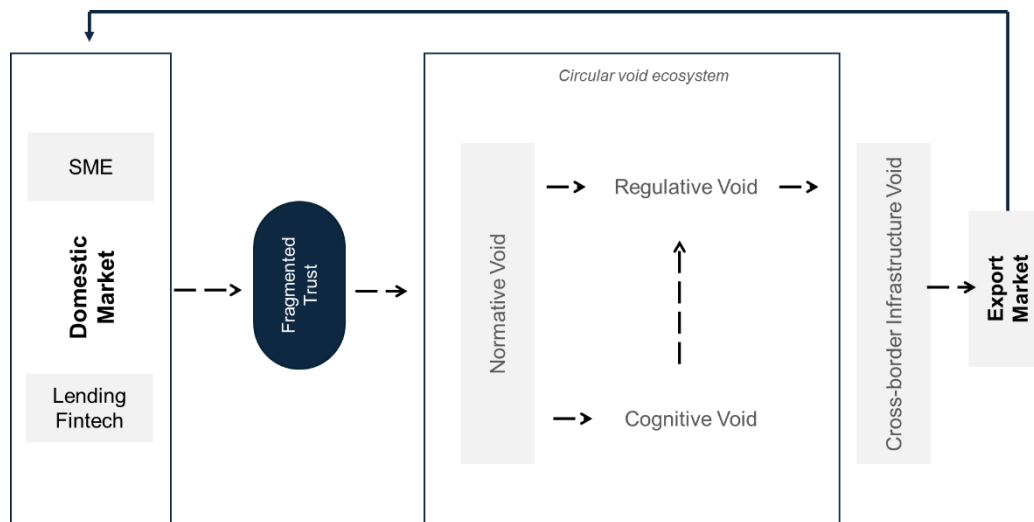 Circular void ecosystem
SME
Domestic
Market
Lending
Fintech
Fragmented
Trust
Normative Void
Regulative Void
Cognitive Void
Cross-border Infrastructure Void
Export
Market